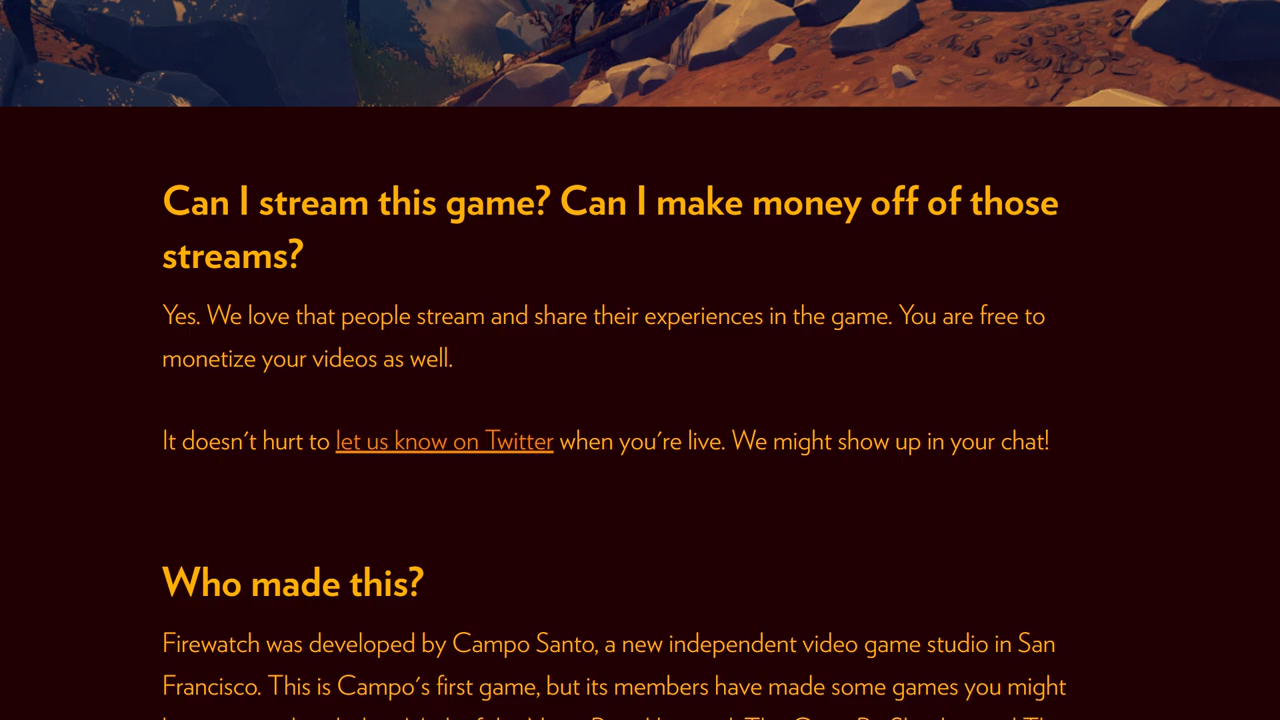 Can I stream this game? Can I make money off of those
streams?
Yes. We love that people stream and share their experiences in the game. You are free to
monetize your videos as well.
It doesn't hurt to let us know on Twitter when you're live. We might show up in your chat!
Who made this?
Firewatch was developed by Campo Santo, a new independent video game studio in San
Francisco. This is Campo's first game, but its members have made some games you might